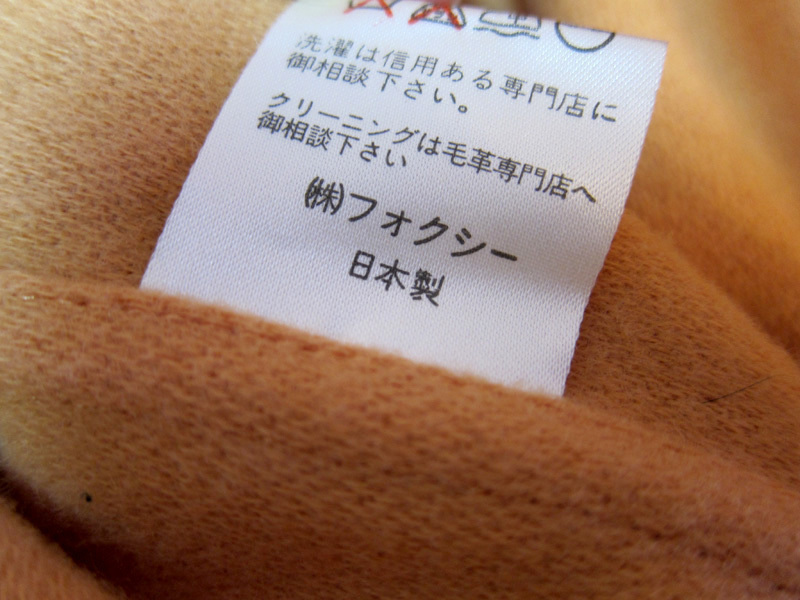 洗濯は信用ある専門店に
御相談下さい。
クリーニングは毛革専門店へ
御相談下さい
㈱フォクシー
日本製